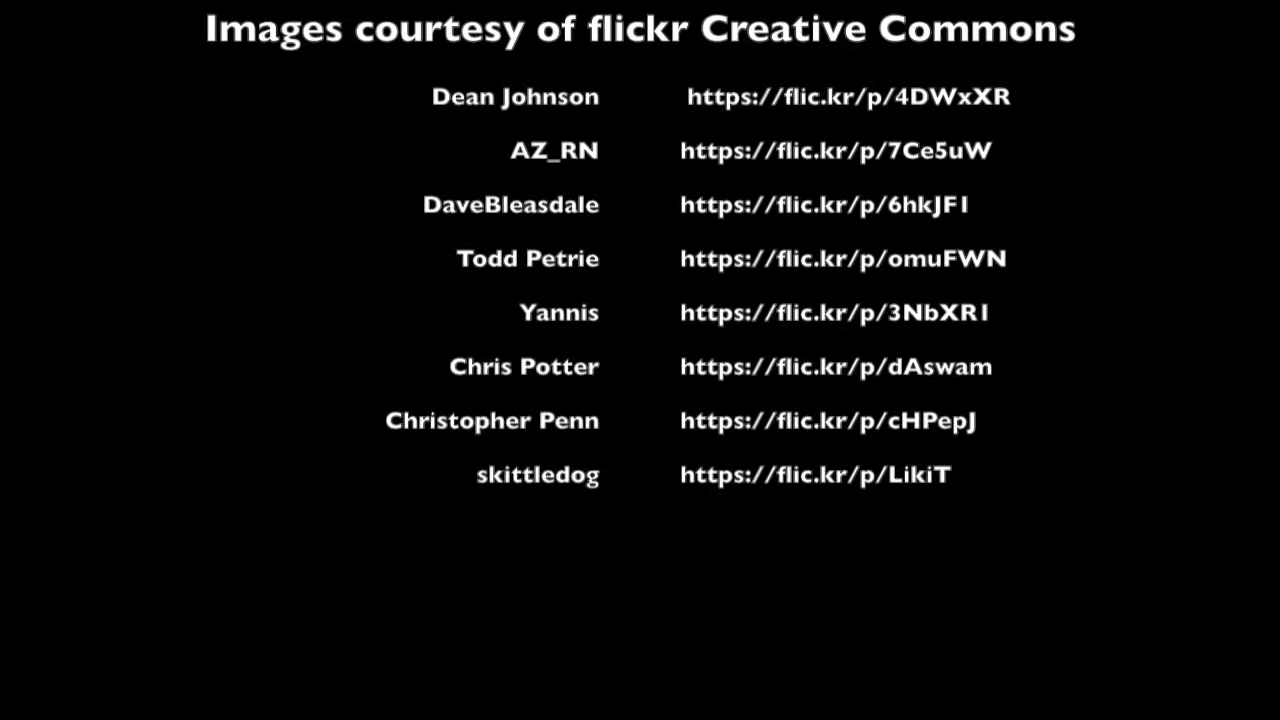 Images courtesy of flickr Creative Commons
Dean Johnson https://flic.kr/p/4DWxXR
AZ_RN https://flic.kr/p/7Ce5uW
DaveBleasdale https://flic.kr/p/6hkJF1
Todd Petrie https://flic.kr/p/omuFWN
Yannis https://flic.kr/p/3NbXR1
Chris Potter https://flic.kr/p/dAswam
Christopher Penn https://flic.kr/p/cHPepJ
skittledog https://flic.kr/p/LikiT